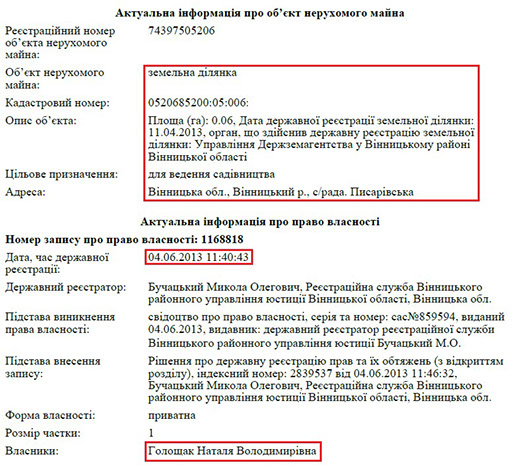 Актуальна інформація про об’єкт нерухомого майна
Реєстраційний номер об’єкта нерухомого майна: 74397505206
Об’єкт нерухомого майна: земельна ділянка
Кадастровий номер: 0520685200:05:006:
Опис об’єкта: Площа (га): 0.06, Дата державної реєстрації земельної ділянки:
11.04.2013, орган, що здійснив державну реєстрацію земельної
ділянки: Управління Держземагентства у Вінницькому районі
Вінницької області
Цільове призначення: для ведення садівництва
Адреса: Вінницька обл., Вінницький р., с/рада. Писарівська
Актуальна інформація про право власності
Номер запису про право власності: 1168818
Дата, час державної реєстрації: 04.06.2013 11:40:43
Державний реєстратор: Бучацький Микола Олегович, Реєстраційна служба Вінницького
районного управління юстиції Вінницької області, Вінницька обл.
Підстава виникнення права власності: свідоцтво про право власності, серія та номер: сас№859594, виданий
04.06.2013, видавник: державний реєстратор реєстраційної служби
Вінницького районного управління юстиції Бучацький М.О.
Підстава внесення запису: Рішення про державну реєстрацію прав та їх обтяжень (з відкриттям
розділу), індексний номер: 2839537 від 04.06.2013 11:46:32,
Бучацький Микола Олегович, Реєстраційна служба Вінницького
районного управління юстиції Вінницької області, Вінницька обл.
Форма власності: приватна
Розмір частки: 1
Власники: Голощак Наталя Володимирівна